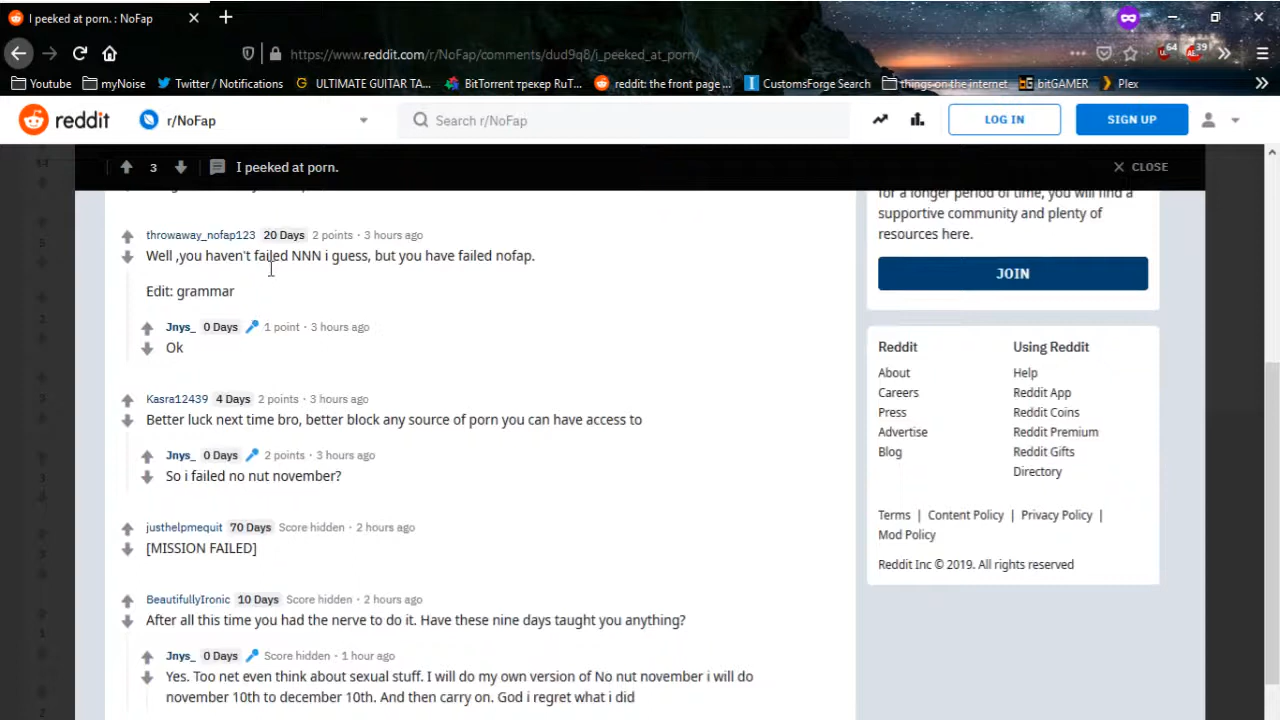 I peeked at porn. : NoFap
https://www.reddit.com/r/NoFap/comments/dud9q8/i_peeked_at_porn/
64
39
Youtube
myNoise
Twitter / Notifications
ULTIMATE GUITAR TA...
BitTorrent трекер RuT...
reddit: the front page ...
CustomsForge Search
things on the internet
bitGAMER
Plex
reddit
r/NoFap
Search r/NoFap
LOG IN
SIGN UP
3
I peeked at porn.
CLOSE
throwaway_nofap123 20 Days 2 points · 3 hours ago
Well ,you haven't failed NNN i guess, but you have failed nofap.
Edit: grammar
Jnys_ 0 Days 1 point · 3 hours ago
Ok
Kasra12439 4 Days 2 points · 3 hours ago
Better luck next time bro, better block any source of porn you can have access to
Jnys_ 0 Days 2 points · 3 hours ago
So i failed no nut november?
justhelpmequit 70 Days Score hidden · 2 hours ago
[MISSION FAILED]
BeautifullyIronic 10 Days Score hidden · 2 hours ago
After all this time you had the nerve to do it. Have these nine days taught you anything?
Jnys_ 0 Days Score hidden · 1 hour ago
Yes. Too net even think about sexual stuff. I will do my own version of No nut november i will do
november 10th to december 10th. And then carry on. God i regret what i did
for a longer period of time, you will find a
supportive community and plenty of
resources here.
JOIN
Reddit
About
Careers
Press
Advertise
Blog
Using Reddit
Help
Reddit App
Reddit Coins
Reddit Premium
Reddit Gifts
Directory
Terms | Content Policy | Privacy Policy |
Mod Policy
Reddit Inc © 2019. All rights reserved